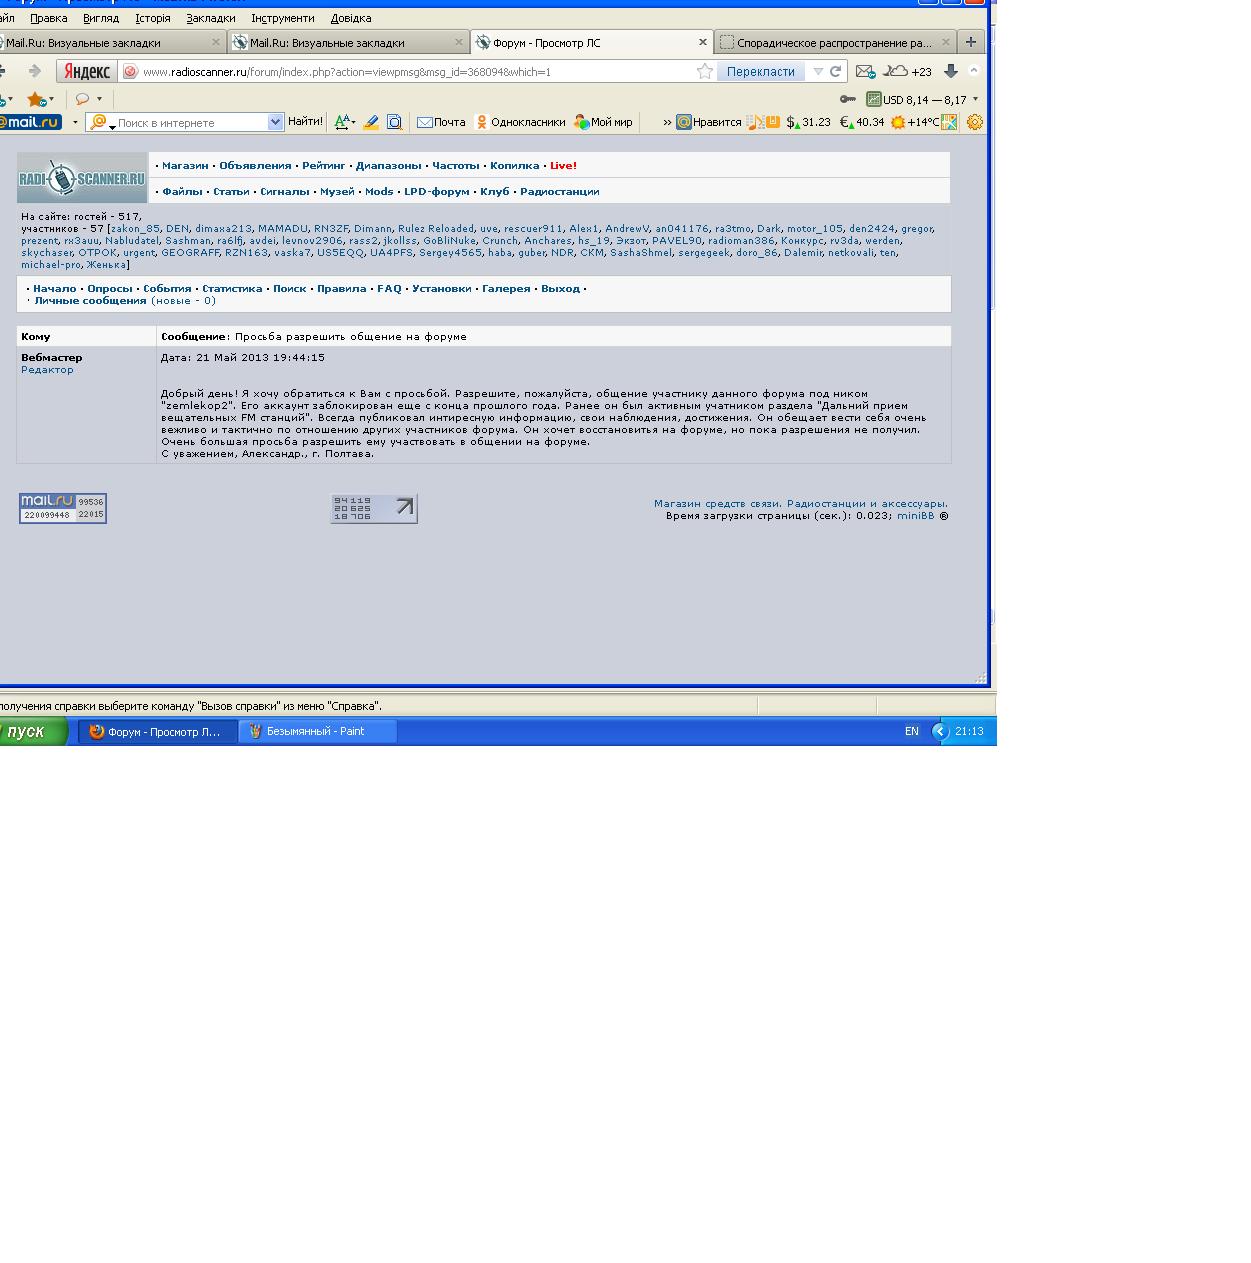 айл Правка Вигляд Історія Закладки Інструменти Довідка
Mail.Ru: Визуальные закладки Mail.Ru: Визуальные закладки Форум - Просмотр ЛС Спорадическое распространение ра...
Яндекс www.radioscanner.ru/forum/index.php?action=viewpmsg&msg_id=368094&which=1 Перекласти +23
USD 8,14 — 8,17
@mail.ru Поиск в интернете Найти! Почта Однокласники Мой мир » Нравится $ 31.23 € 40.34 +14°C
RADI SCANNER.RU
· Магазин · Объявления · Рейтинг · Диапазоны · Частоты · Копилка · Live!
· Файлы · Статьи · Сигналы · Музей · Mods · LPD-форум · Клуб · Радиостанции
На сайте: гостей - 517,
участников - 57 [zakon_85, DEN, dimaxa213, MAMADU, RN3ZF, Dimann, Rulez Reloaded, uve, rescuer911, Alex1, AndrewV, an041176, ra3tmo, Dark, motor_105, den2424, gregor,
prezent, rx3auu, Nabludatel, Sashman, ra6lfj, avdei, levnov2906, rass2, jkollss, GoBliNuke, Crunch, Anchares, hs_19, Экзот, PAVEL90, radioman386, Конкурс, rv3da, werden,
skychaser, ОТРОК, urgent, GEOGRAFF, RZN163, vaska7, US5EQQ, UA4PFS, Sergey4565, haba, guber, NDR, CKM, SashaShmel, sergegeek, doro_86, Dalemir, netkovali, ten,
michael-pro, Женька]
· Начало · Опросы · События · Статистика · Поиск · Правила · FAQ · Установки · Галерея · Выход ·
· Личные сообщения (новые - 0)
Кому Сообщение: Просьба разрешить общение на форуме
Вебмастер Дата: 21 Май 2013 19:44:15
Редактор
Добрый день! Я хочу обратиться к Вам с просьбой. Разрешите, пожалуйста, общение участнику данного форума под ником
"zemlekop2". Его аккаунт заблокирован еще с конца прошлого года. Ранее он был активным учатником раздела "Дальний прием
вещательных FM станций". Всегда публиковал интиресную информацию, свои наблюдения, достижения. Он обещает вести себя очень
вежливо и тактично по отношению других участников форума. Он хочет восстановиться на форуме, но пока разрешения не получил.
Очень большая просьба разрешить ему участвовать в общении на форуме.
С уважением, Александр., г. Полтава.
mail.ru 99536
220099448 22015
94119
20625
18706
Магазин средств связи. Радиостанции и аксессуары.
Время загрузки страницы (сек.): 0.023; miniBB ®
получения справки выберите команду "Вызов справки" из меню "Справка".
пуск Форум - Просмотр Л... Безымянный - Paint EN 21:13